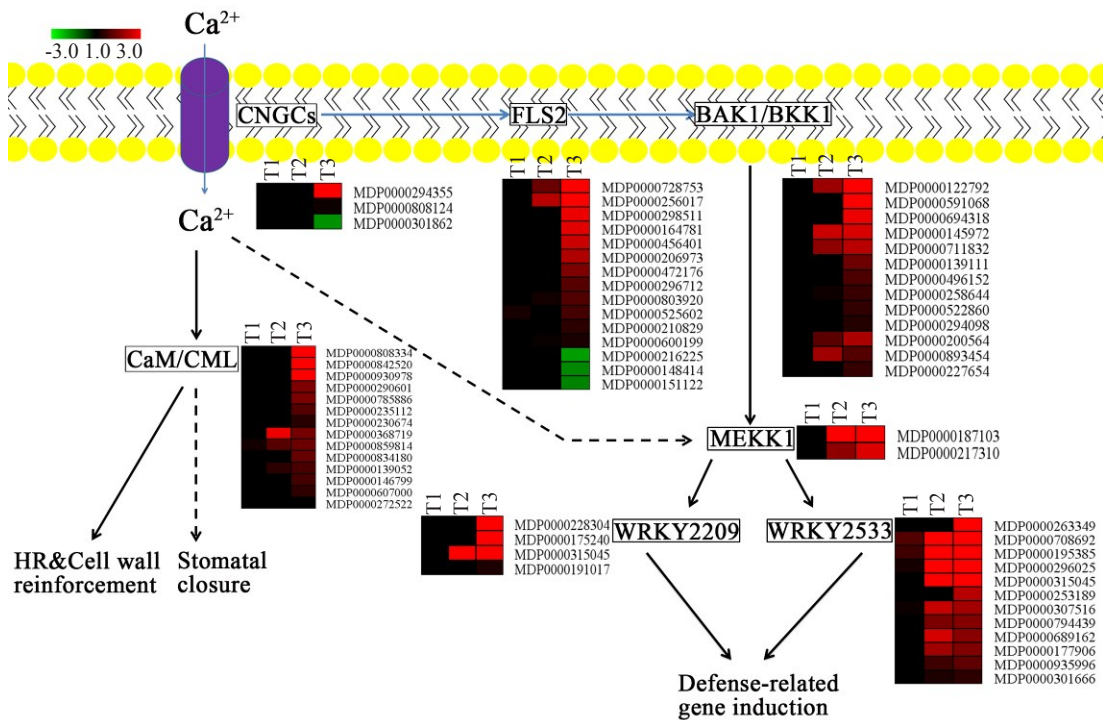 Ca2+
-3.0 1.0 3.0
CNGCs
FLS2
BAK1/BKK1
T1 T2 T3
MDP0000294355
MDP0000808124
MDP0000301862
T1 T2 T3
MDP0000728753
MDP0000256017
MDP0000298511
MDP0000164781
MDP0000456401
MDP0000206973
MDP0000472176
MDP0000296712
MDP0000803920
MDP0000525602
MDP0000210829
MDP0000600199
MDP0000216225
MDP0000148414
MDP0000151122
T1 T2 T3
MDP0000122792
MDP0000591068
MDP0000694318
MDP0000145972
MDP0000711832
MDP0000139111
MDP0000496152
MDP0000258644
MDP0000522860
MDP0000294098
MDP0000200564
MDP0000893454
MDP0000227654
Ca2+
CaM/CML
T1 T2 T3
MDP0000808334
MDP0000842520
MDP0000930978
MDP0000290601
MDP0000785886
MDP0000235112
MDP0000230674
MDP0000368719
MDP0000859814
MDP0000834180
MDP0000139052
MDP0000146799
MDP0000607000
MDP0000272522
MEKK1
T1 T2 T3
MDP0000187103
MDP0000217310
T1 T2 T3
MDP0000228304
MDP0000175240
MDP0000315045
MDP0000191017
WRKY2209
WRKY2533
T1 T2 T3
MDP0000263349
MDP0000708692
MDP0000195385
MDP0000296025
MDP0000315045
MDP0000253189
MDP0000307516
MDP0000794439
MDP0000689162
MDP0000177906
MDP0000935996
MDP0000301666
HR&Cell wall
reinforcement
Stomatal
closure
Defense-related
gene induction